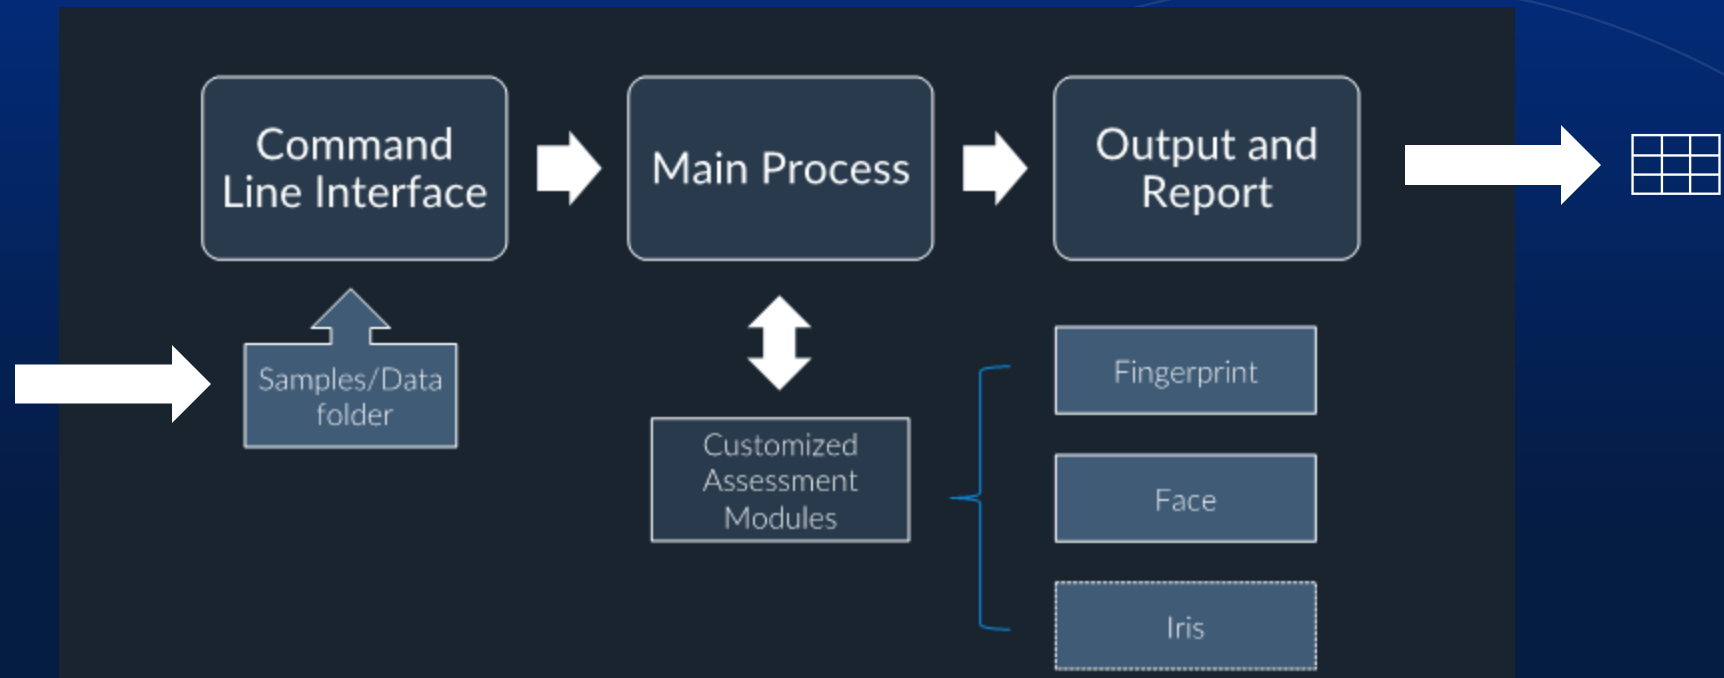 Command
Line Interface
Main Process
Output and
Report
Samples/Data
folder
Customized
Assessment
Modules
Fingerprint
Face
Iris